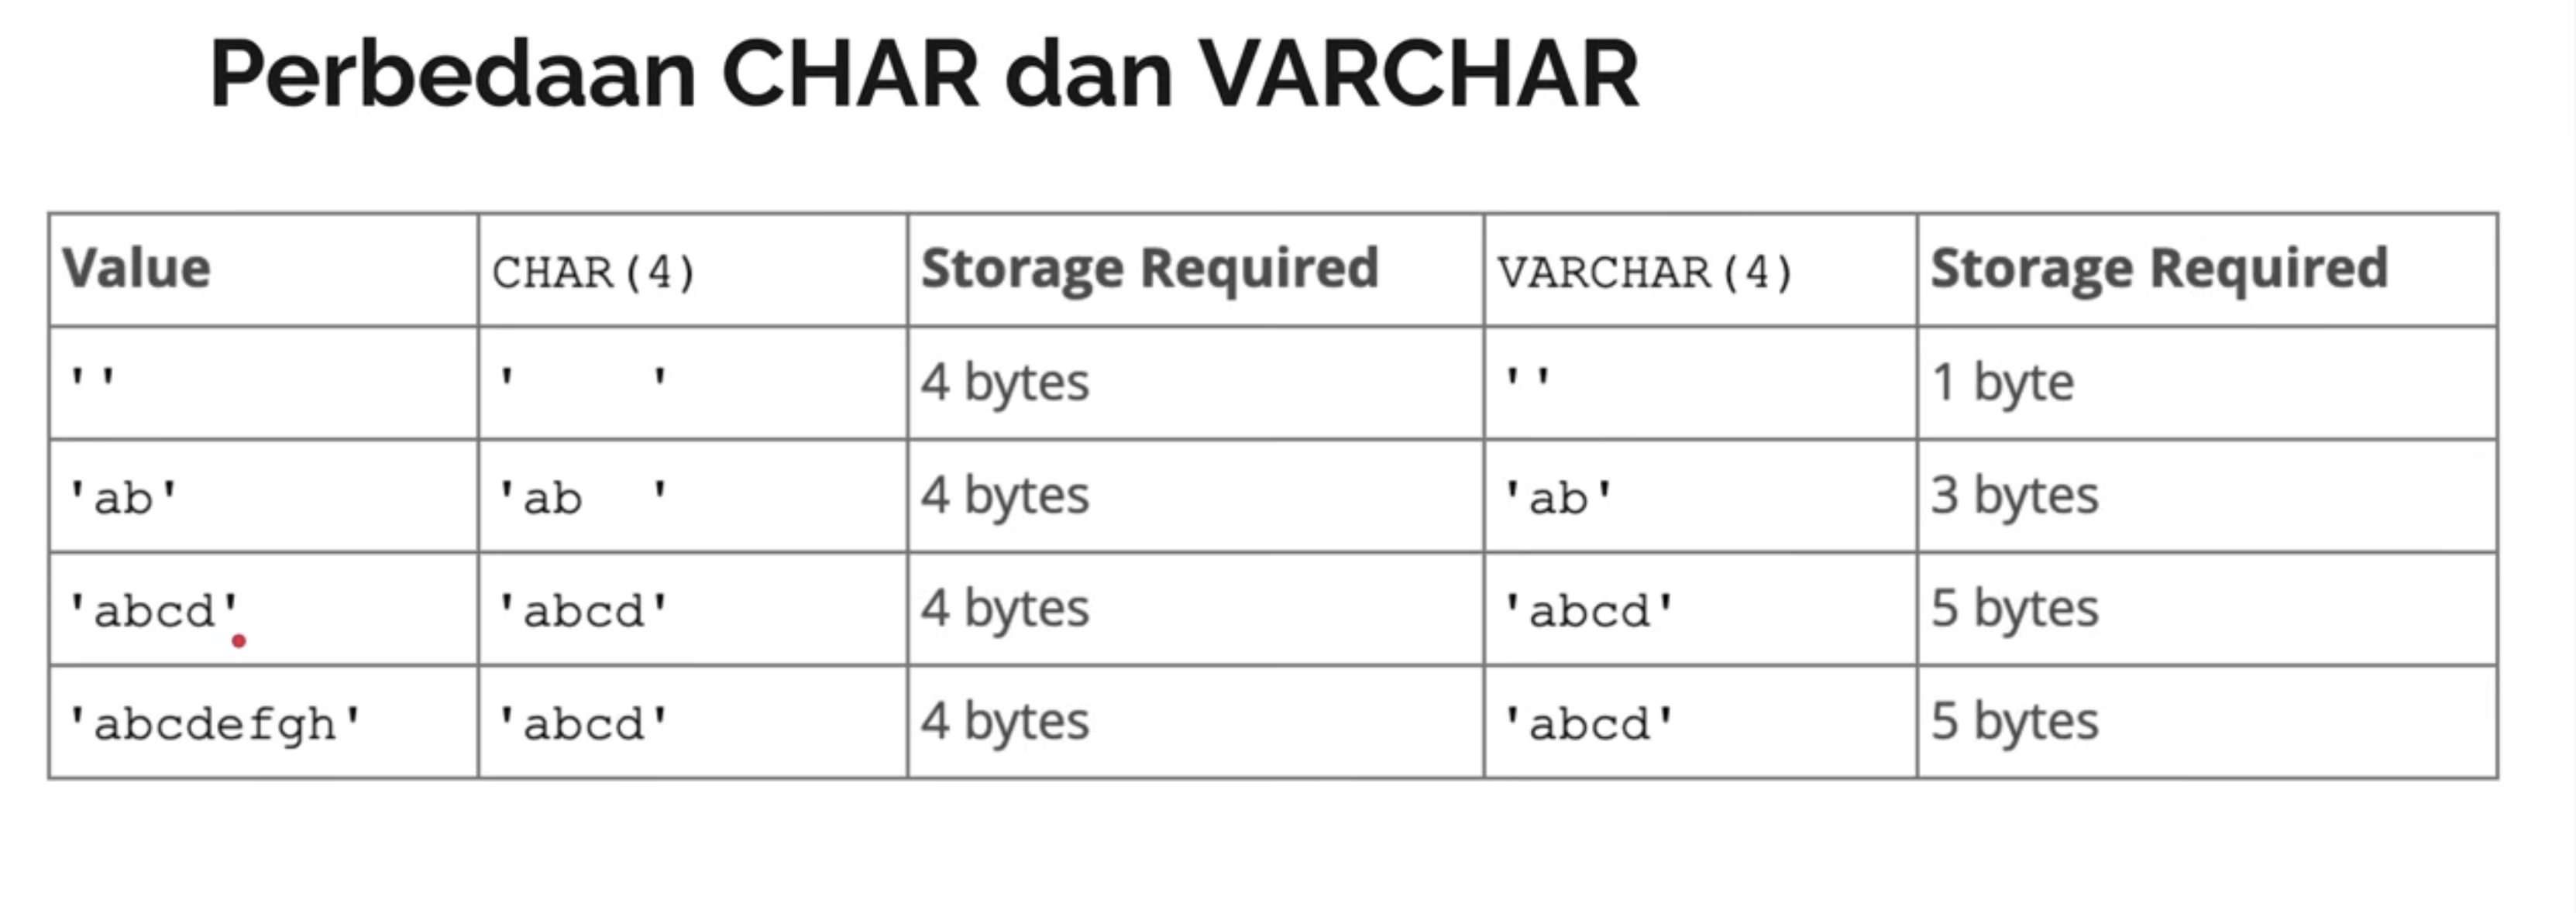 Perbedaan CHAR dan VARCHAR
Value CHAR(4) Storage Required VARCHAR(4) Storage Required
'' '    ' 4 bytes '' 1 byte
'ab' 'ab  ' 4 bytes 'ab' 3 bytes
'abcd' 'abcd' 4 bytes 'abcd' 5 bytes
'abcdefgh' 'abcd' 4 bytes 'abcd' 5 bytes